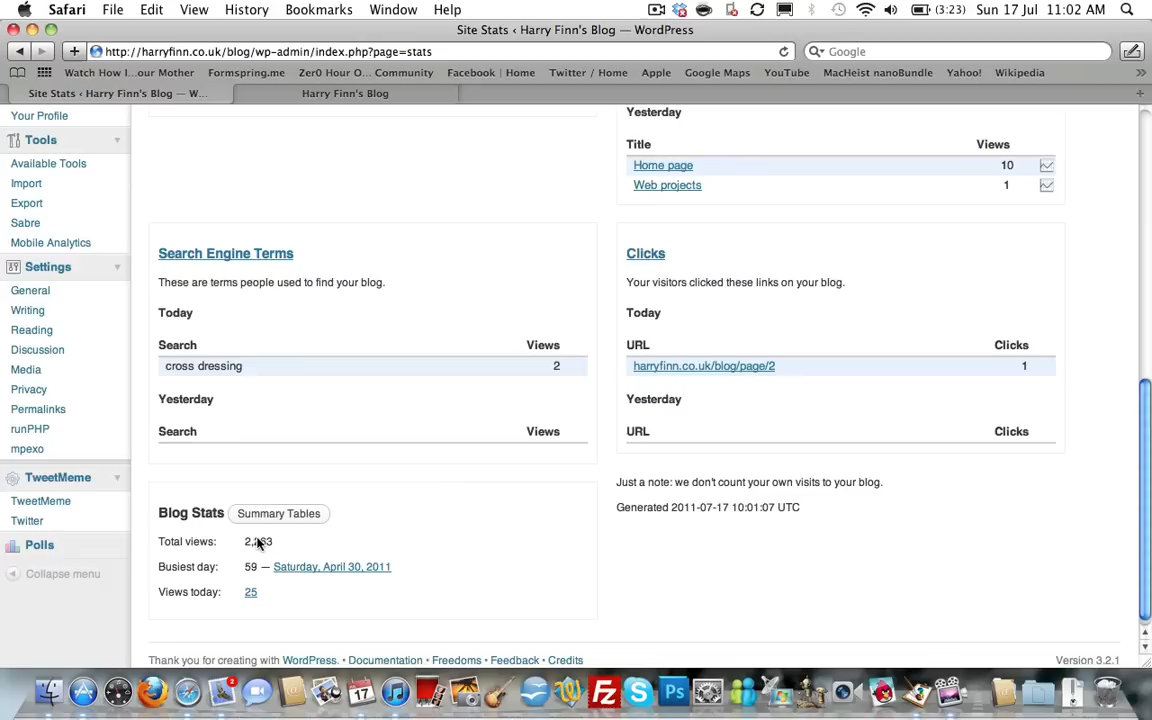 Safari File Edit View History Bookmarks Window Help (3:23) Sun 17 Jul 11:02 AM
Site Stats ‹ Harry Finn's Blog — WordPress
http://harryfinn.co.uk/blog/wp-admin/index.php?page=stats Google
Watch How I...our Mother Formspring.me Zer0 Hour O... Community Facebook | Home Twitter / Home Apple Google Maps YouTube MacHeist nanoBundle Yahoo! Wikipedia
Site Stats ‹ Harry Finn's Blog — W... Harry Finn's Blog
Your Profile
Tools
Available Tools
Import
Export
Sabre
Mobile Analytics
Settings
General
Writing
Reading
Discussion
Media
Privacy
Permalinks
runPHP
mpexo
TweetMeme
TweetMeme
Twitter
Polls
Collapse menu
Yesterday
Title Views
Home page 10
Web projects 1
Search Engine Terms
These are terms people used to find your blog.
Today
Search Views
cross dressing 2
Yesterday
Search Views
Clicks
Your visitors clicked these links on your blog.
Today
URL Clicks
harryfinn.co.uk/blog/page/2 1
Yesterday
URL Clicks
Blog Stats Summary Tables
Total views:
Busiest day: 59 — Saturday, April 30, 2011
Views today: 25
Just a note: we don't count your own visits to your blog.
Generated 2011-07-17 10:01:07 UTC
Thank you for creating with WordPress. • Documentation • Freedoms • Feedback • Credits Version 3.2.1
2 17 Fz S Ps